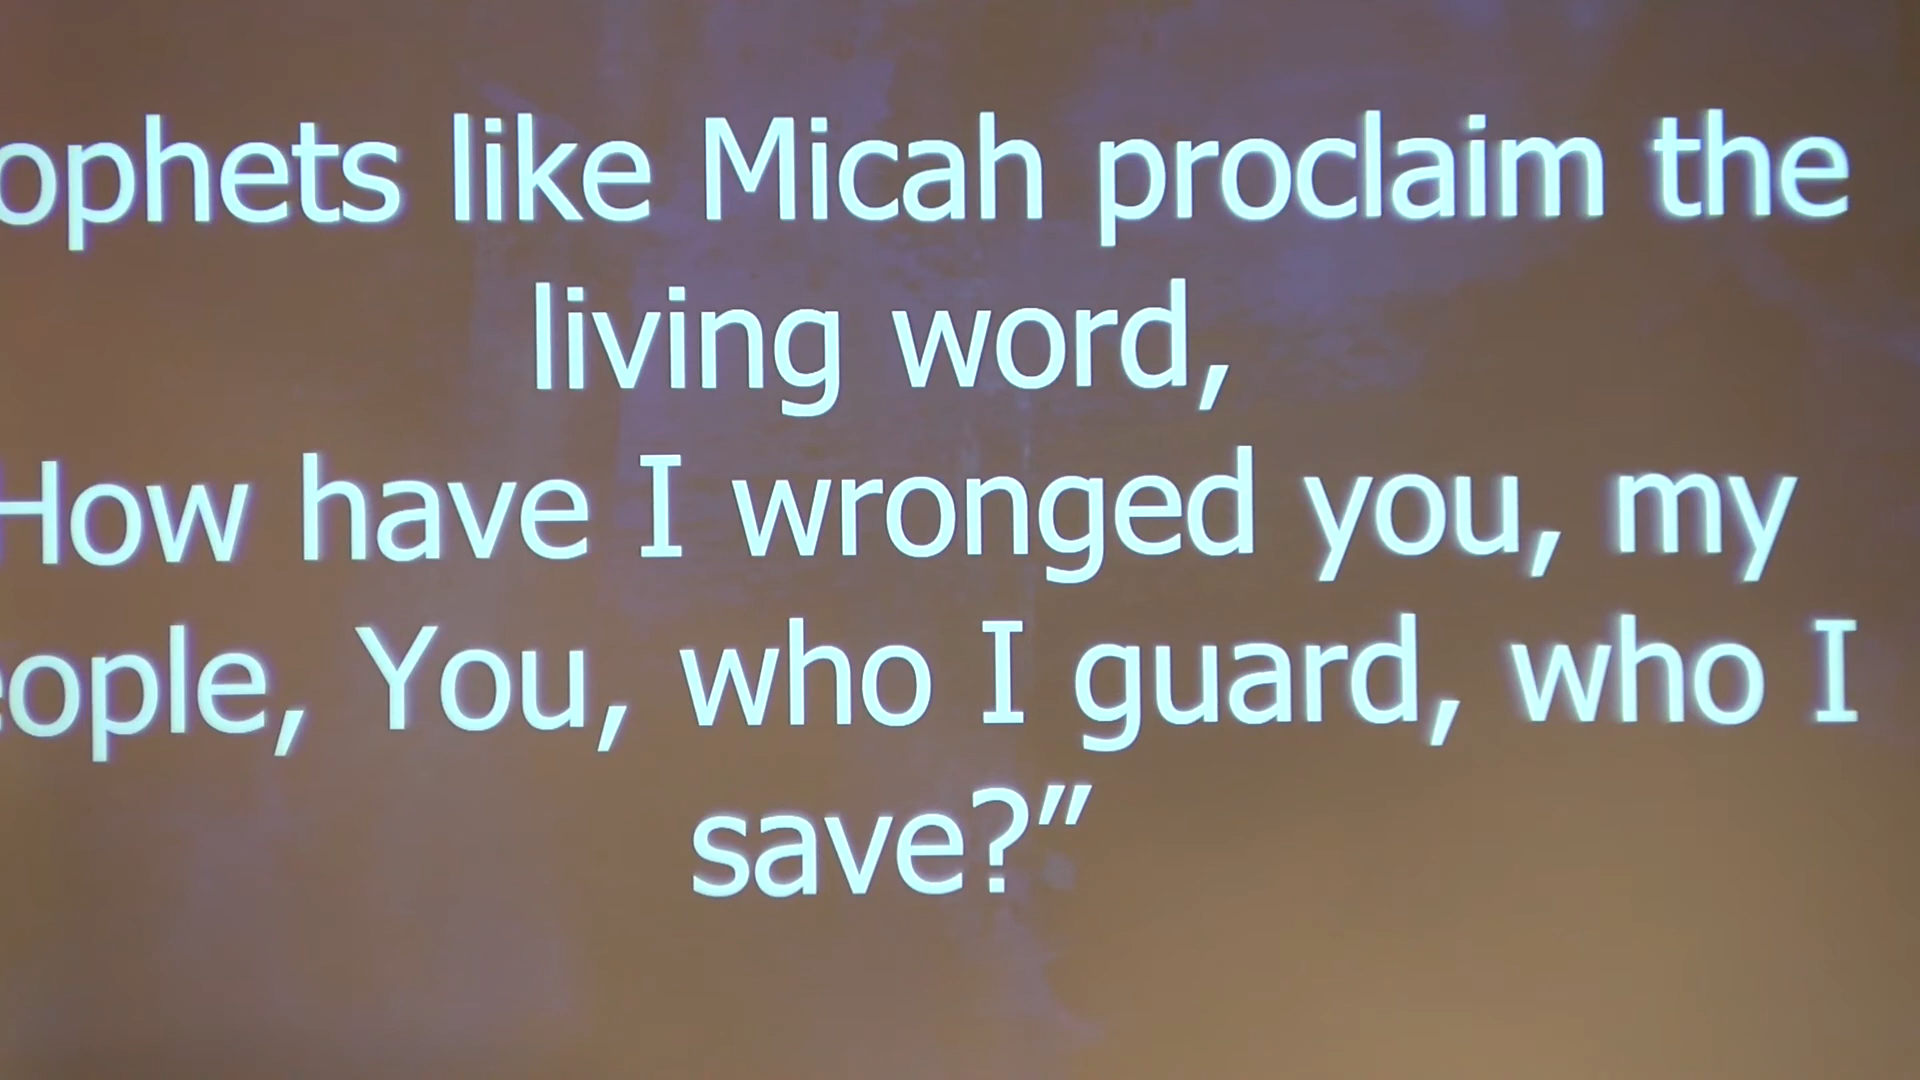 ophets like Micah proclaim the
living word,
How have I wronged you, my
eople, You, who I guard, who I
save?”